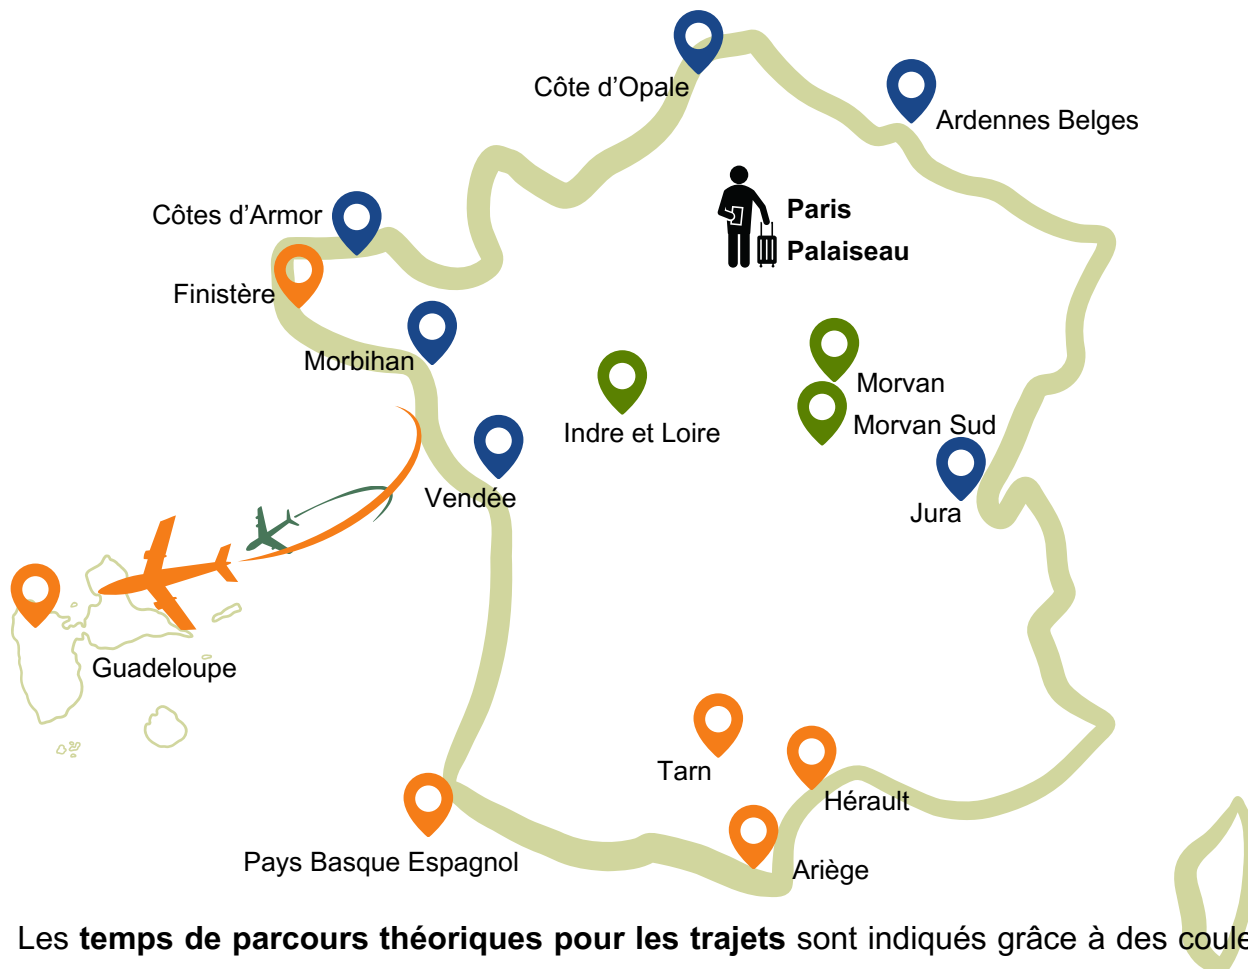 Côte d’Opale
Ardennes Belges
Paris
Palaiseau
Côtes d’Armor
Finistère
Morbihan
Morvan
Morvan Sud
Indre et Loire
Vendée
Jura
Guadeloupe
Tarn
Hérault
Pays Basque Espagnol
Ariège
Les temps de parcours théoriques pour les trajets sont indiqués grâce à des coule